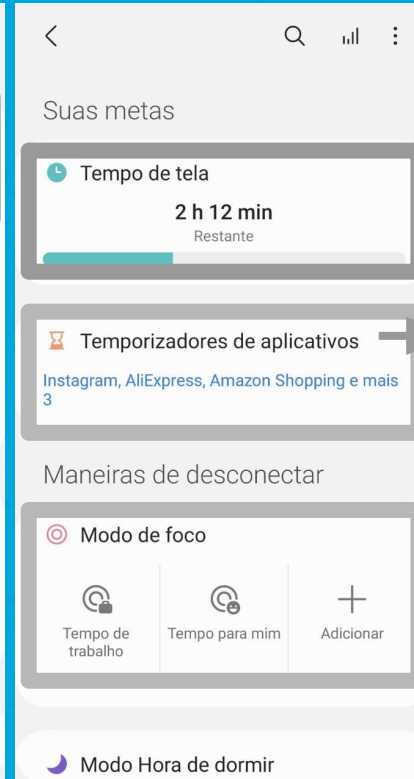 Suas metas
Tempo de tela
2 h 12 min
Restante
Temporizadores de aplicativos
Instagram, AliExpress, Amazon Shopping e mais
3
Maneiras de desconectar
Modo de foco
Tempo de trabalho
Tempo para mim
Adicionar
Modo Hora de dormir